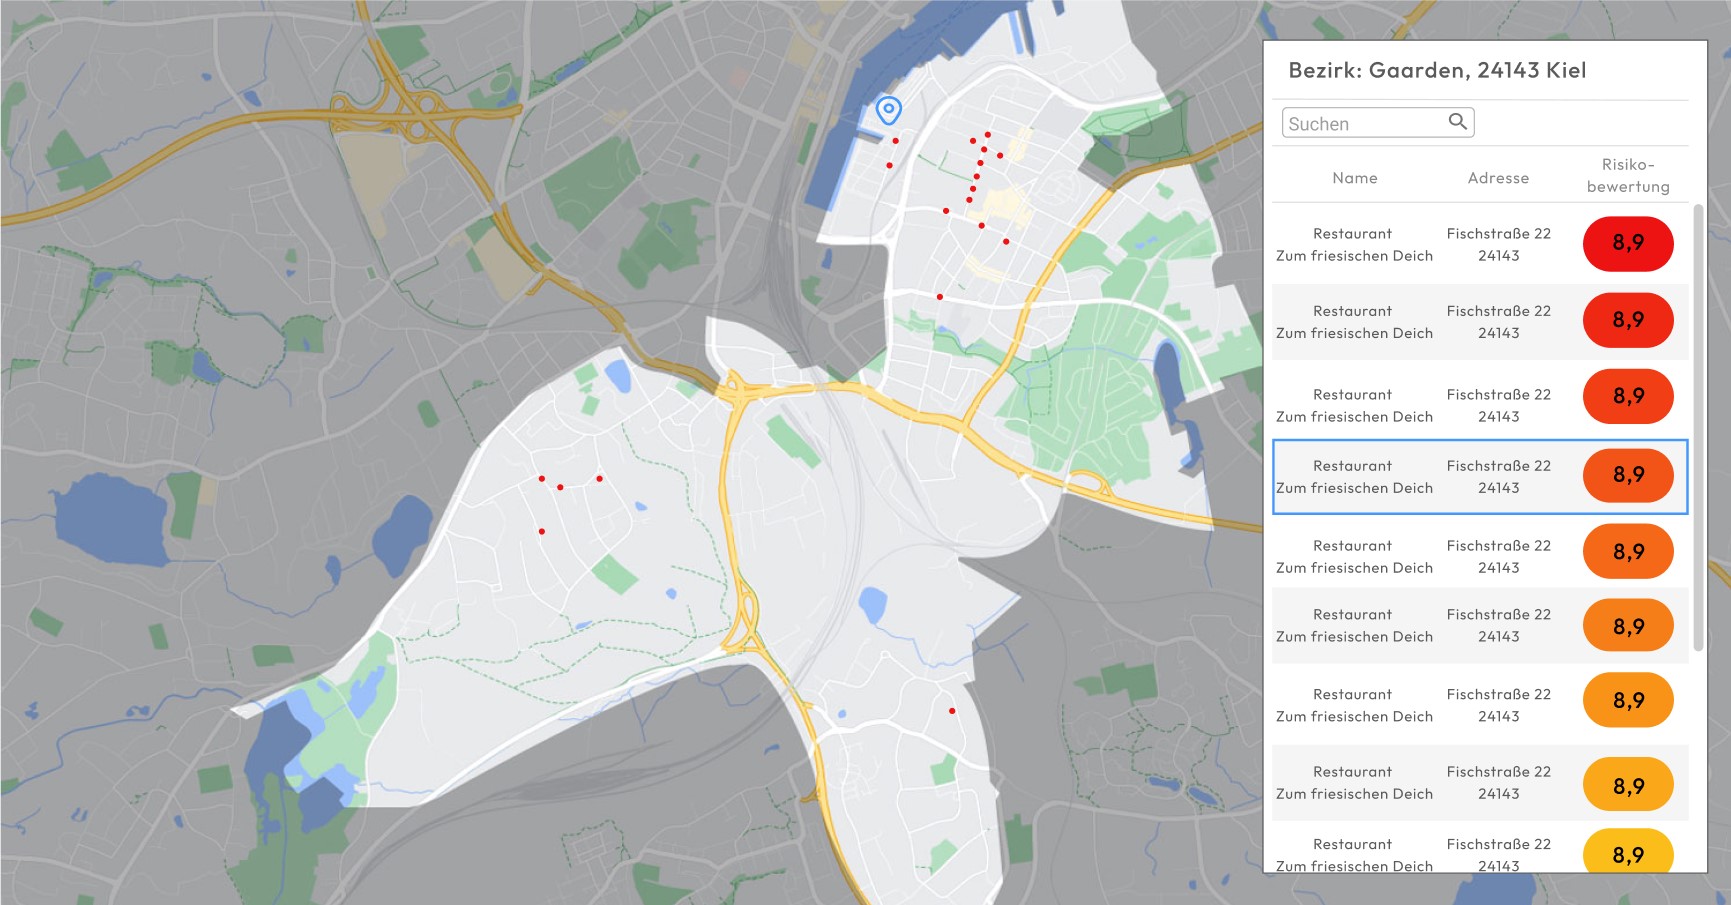 Bezirk: Gaarden, 24143 Kiel
Suchen
Name Adresse Risiko-
bewertung
Restaurant Fischstraße 22
Zum friesischen Deich 24143 8,9
Restaurant Fischstraße 22
Zum friesischen Deich 24143 8,9
Restaurant Fischstraße 22
Zum friesischen Deich 24143 8,9
Restaurant Fischstraße 22
Zum friesischen Deich 24143 8,9
Restaurant Fischstraße 22
Zum friesischen Deich 24143 8,9
Restaurant Fischstraße 22
Zum friesischen Deich 24143 8,9
Restaurant Fischstraße 22
Zum friesischen Deich 24143 8,9
Restaurant Fischstraße 22
Zum friesischen Deich 24143 8,9
Restaurant Fischstraße 22
Zum friesischen Deich 24143 8,9